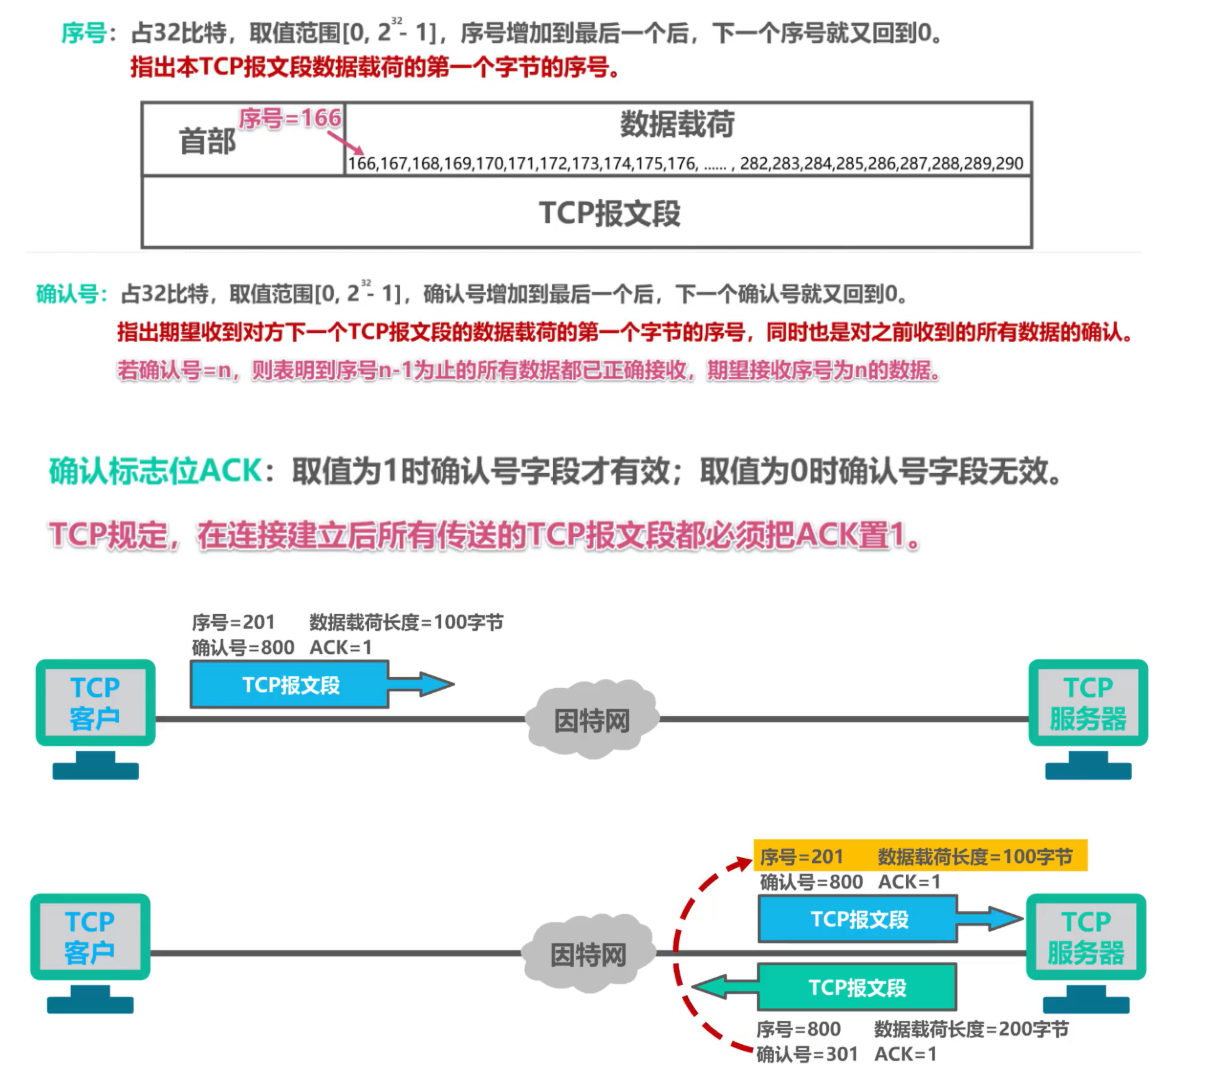 序号：占32比特，取值范围[0, 2^32 - 1]，序号增加到最后一个后，下一个序号就又回到0。
指出本TCP报文段数据载荷的第一个字节的序号。
序号=166
首部
数据载荷
166,167,168,169,170,171,172,173,174,175,176, ...... , 282,283,284,285,286,287,288,289,290
TCP报文段
确认号：占32比特，取值范围[0, 2^32 - 1]，确认号增加到最后一个后，下一个确认号就又回到0。
指出期望收到对方下一个TCP报文段的数据载荷的第一个字节的序号，同时也是对之前收到的所有数据的确认。
若确认号=n，则表明到序号n-1为止的所有数据都已正确接收，期望接收序号为n的数据。
确认标志位ACK：取值为1时确认号字段才有效；取值为0时确认号字段无效。
TCP规定，在连接建立后所有传送的TCP报文段都必须把ACK置1。
序号=201 数据载荷长度=100字节
确认号=800 ACK=1
TCP报文段
TCP
客户
因特网
TCP
服务器
序号=201 数据载荷长度=100字节
确认号=800 ACK=1
TCP报文段
TCP
客户
因特网
TCP
服务器
TCP报文段
序号=800 数据载荷长度=200字节
确认号=301 ACK=1